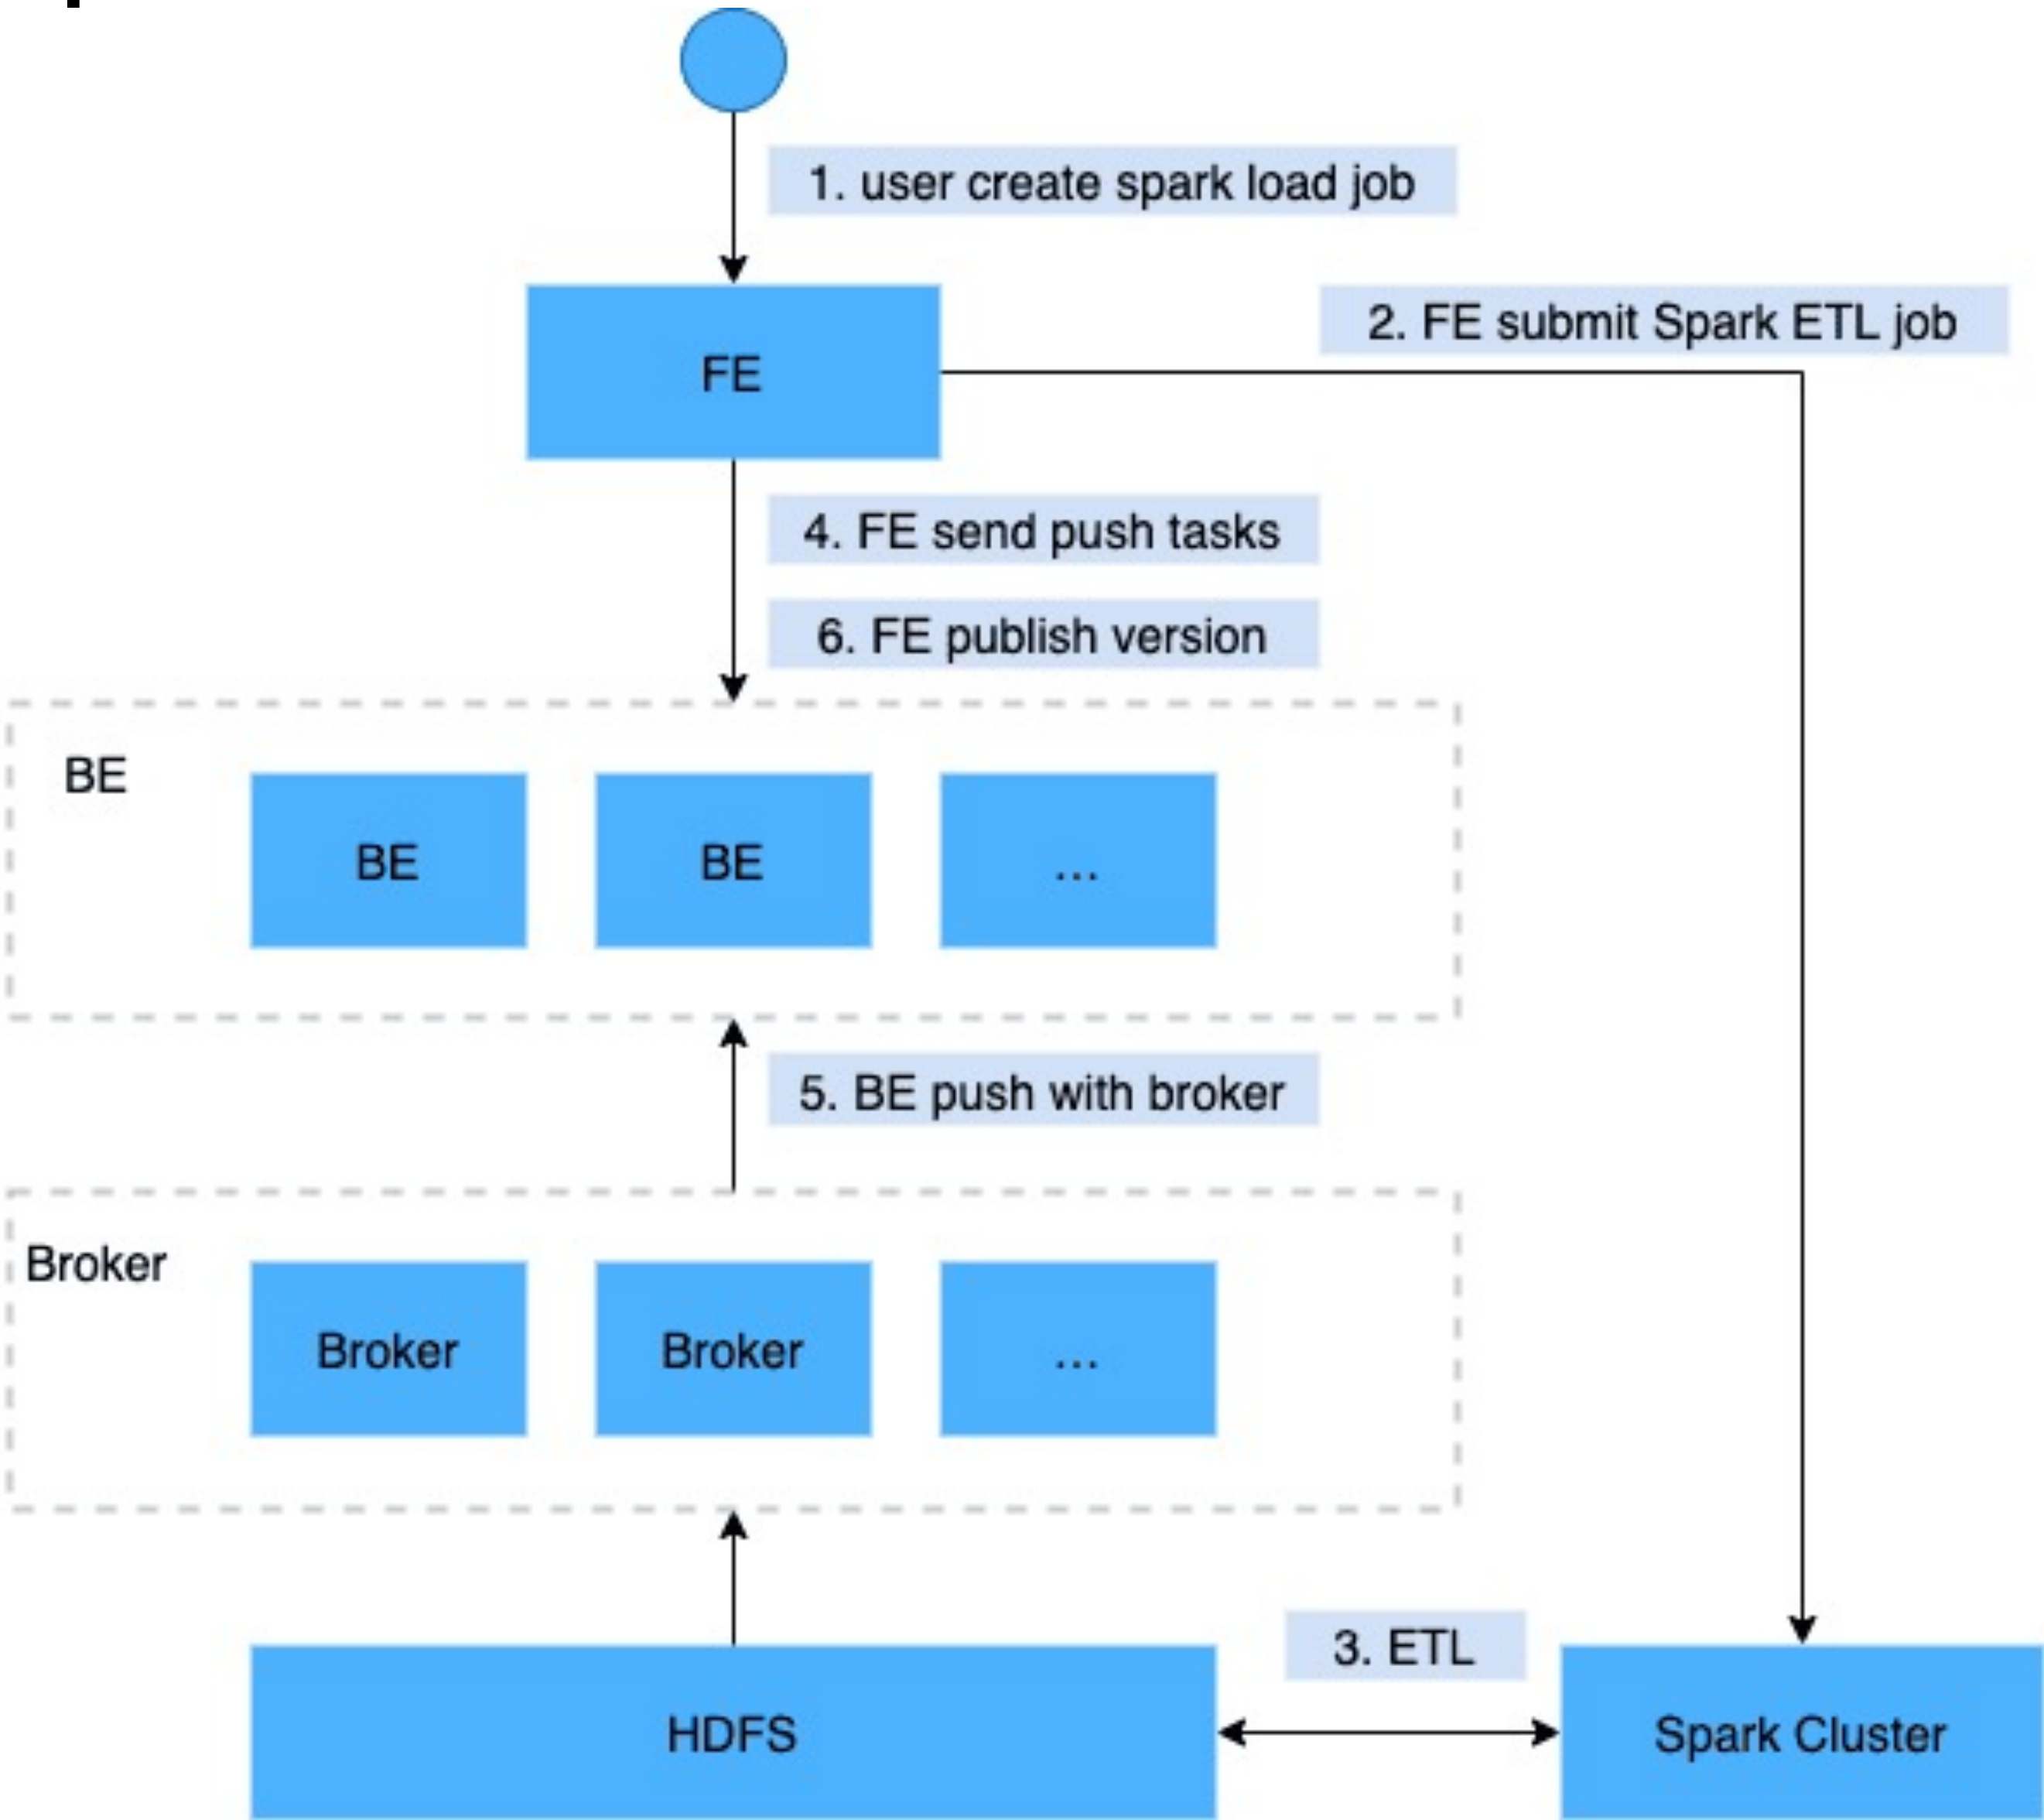 1. user create spark load job
2. FE submit Spark ETL job
FE
4. FE send push tasks
6. FE publish version
BE
BE
BE
...
5. BE push with broker
Broker
Broker
Broker
...
3. ETL
HDFS
Spark Cluster